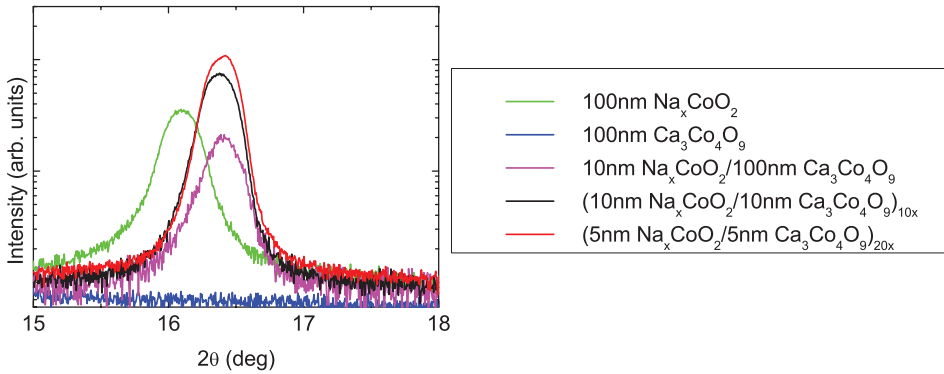 Intensity (arb. units)
15 16 17 18
2θ (deg)
100nm NaₓCoO₂
100nm Ca₃Co₄O₉
10nm NaₓCoO₂/100nm Ca₃Co₄O₉
(10nm NaₓCoO₂/10nm Ca₃Co₄O₉)₁₀ₓ
(5nm NaₓCoO₂/5nm Ca₃Co₄O₉)₂₀ₓ